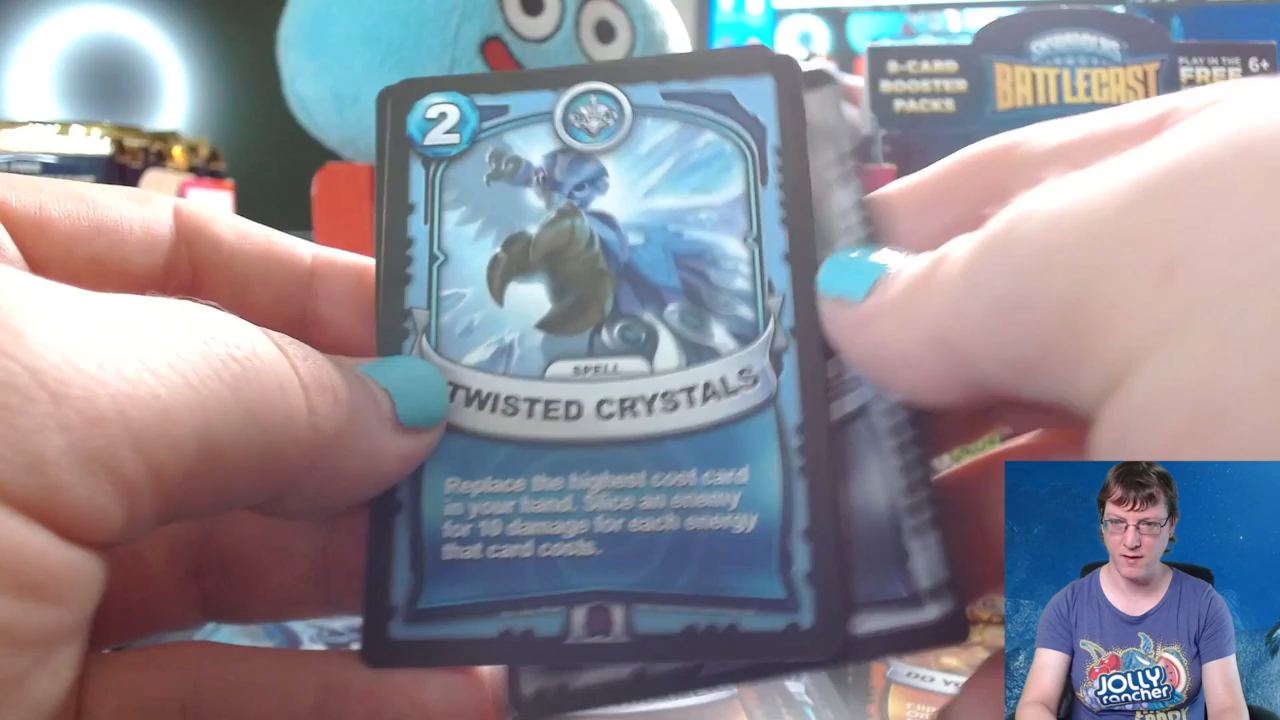 SKYLANDERS
BATTLECAST
8-CARD
BOOSTER
PACKS
PLAY IN THE
FREE
6+
2
SPELL
TWISTED CRYSTALS
Replace the highest cost card
in your hand. Slice an enemy
for 10 damage for each energy
that card costs.
JOLLY
rancher